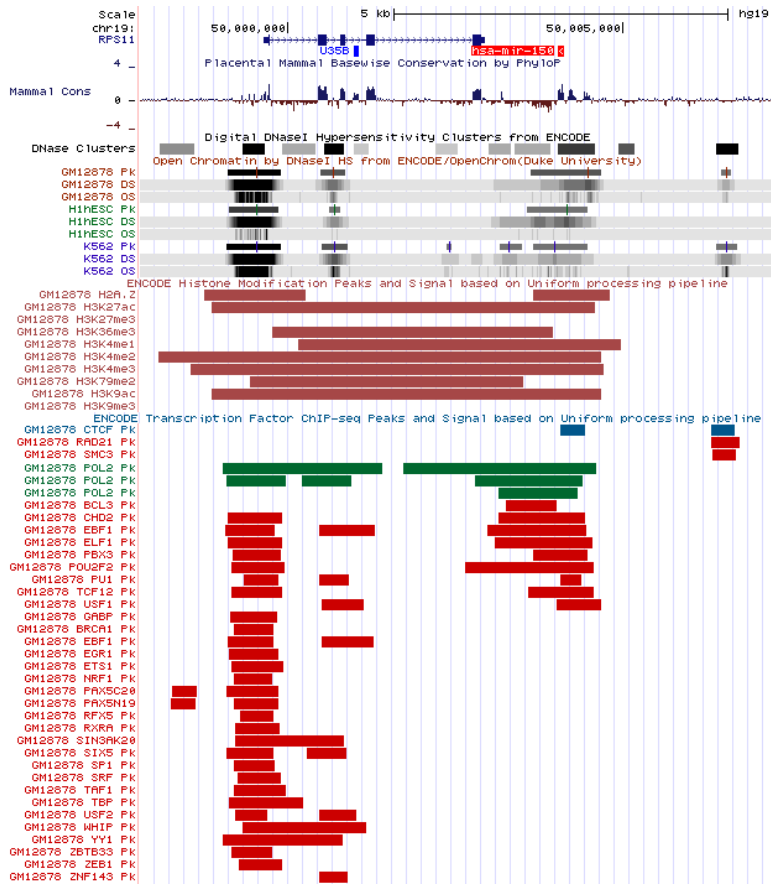 Scale 5 kb hg19
chr19: 50,000,000 50,005,000
RPS11
U35B hsa-mir-150
Placental Mammal Basewise Conservation by PhyloP
4 _
Mammal Cons 0 _
-4 _
Digital DNaseI Hypersensitivity Clusters from ENCODE
DNase Clusters
Open Chromatin by DNaseI HS from ENCODE/OpenChrom(Duke University)
GM12878 Pk
GM12878 DS
GM12878 OS
H1hESC Pk
H1hESC DS
H1hESC OS
K562 Pk
K562 DS
K562 OS
ENCODE Histone Modification Peaks and Signal based on Uniform processing pipeline
GM12878 H2A.Z
GM12878 H3K27ac
GM12878 H3K27me3
GM12878 H3K36me3
GM12878 H3K4me1
GM12878 H3K4me2
GM12878 H3K4me3
GM12878 H3K79me2
GM12878 H3K9ac
GM12878 H3K9me3
ENCODE Transcription Factor ChIP-seq Peaks and Signal based on Uniform processing pipeline
GM12878 CTCF Pk
GM12878 RAD21 Pk
GM12878 SMC3 Pk
GM12878 POL2 Pk
GM12878 POL2 Pk
GM12878 POL2 Pk
GM12878 BCL3 Pk
GM12878 CHD2 Pk
GM12878 EBF1 Pk
GM12878 ELF1 Pk
GM12878 PBX3 Pk
GM12878 POU2F2 Pk
GM12878 PU1 Pk
GM12878 TCF12 Pk
GM12878 USF1 Pk
GM12878 GABP Pk
GM12878 BRCA1 Pk
GM12878 EBF1 Pk
GM12878 EGR1 Pk
GM12878 ETS1 Pk
GM12878 NRF1 Pk
GM12878 PAX5C20 Pk
GM12878 PAX5N19 Pk
GM12878 RFX5 Pk
GM12878 RXRA Pk
GM12878 SIN3AK20 Pk
GM12878 SIX5 Pk
GM12878 SP1 Pk
GM12878 SRF Pk
GM12878 TAF1 Pk
GM12878 TBP Pk
GM12878 USF2 Pk
GM12878 WHIP Pk
GM12878 YY1 Pk
GM12878 ZBTB33 Pk
GM12878 ZEB1 Pk
GM12878 ZNF143 Pk